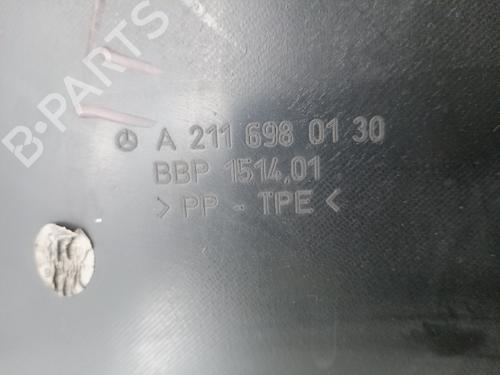 B-PARTS
A 211 698 01 30
BBP 1514.01
> PP - TPE <